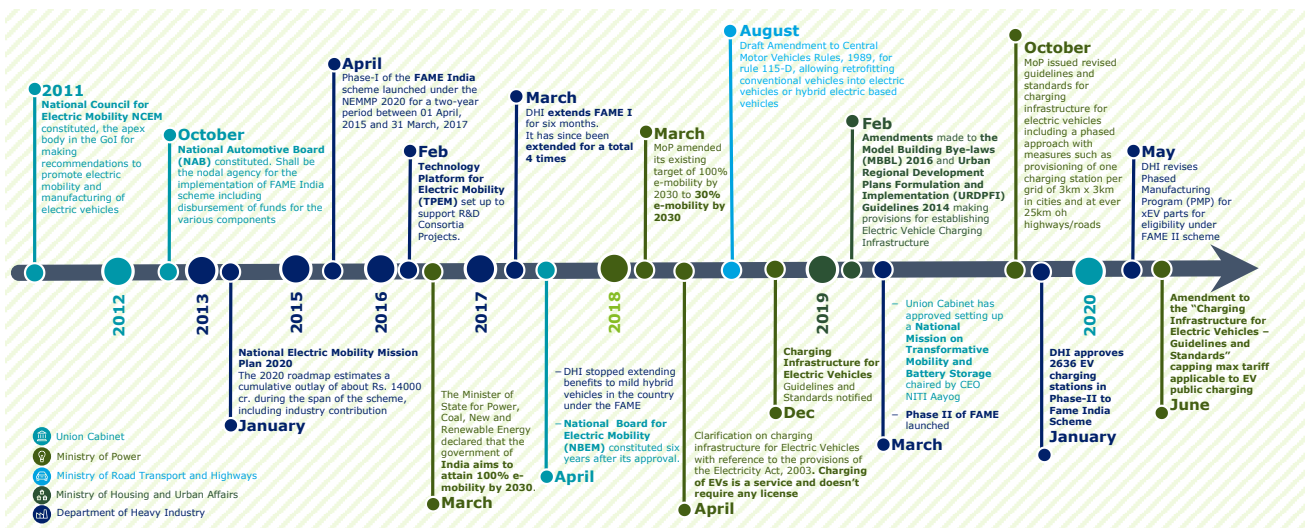 2011
National Council for
Electric Mobility NCEM
constituted, the apex
body in the GoI for
making
recommendations to
promote electric
mobility and
manufacturing of
electric vehicles
October
National Automotive Board
(NAB) constituted. Shall be
the nodal agency for the
implementation of FAME India
scheme including
disbursement of funds for the
various components
April
Phase-I of the FAME India
scheme launched under the
NEMMP 2020 for a two-year
period between 01 April,
2015 and 31 March, 2017
Feb
Technology
Platform for
Electric Mobility
(TPEM) set up to
support R&D
Consortia
Projects.
March
DHI extends FAME I
for six months.
It has since been
extended for a total
4 times
March
MoP amended
its existing
target of 100%
e-mobility by
2030 to 30%
e-mobility by
2030
August
Draft Amendment to Central
Motor Vehicles Rules, 1989, for
rule 115-D, allowing retrofitting
conventional vehicles into electric
vehicles or hybrid electric based
vehicles
Feb
Amendments made to the
Model Building Bye-laws
(MBBL) 2016 and Urban
Regional Development
Plans Formulation and
Implementation (URDPFI)
Guidelines 2014 making
provisions for establishing
Electric Vehicle Charging
Infrastructure
October
MoP issued revised
guidelines and
standards for
charging
infrastructure for
electric vehicles
including a phased
approach with
measures such as
provisioning of one
charging station per
grid of 3km x 3km
in cities and at ever
25km oh
highways/roads
May
DHI revises
Phased
Manufacturing
Program (PMP) for
xEV parts for
eligibility under
FAME II scheme
2012
2013
2015
2016
2017
2018
2019
2020
National Electric Mobility Mission
Plan 2020
The 2020 roadmap estimates a
cumulative outlay of about Rs. 14000
cr. during the span of the scheme,
including industry contribution
January
The Minister of
State for Power,
Coal, New and
Renewable Energy
declared that the
government of
India aims to
attain 100% e-
mobility by 2030.
March
– DHI stopped extending
benefits to mild hybrid
vehicles in the country
under the FAME
– National Board for
Electric Mobility
(NBEM) constituted six
years after its approval.
April
Clarification on charging
infrastructure for Electric Vehicles
with reference to the provisions of
the Electricity Act, 2003. Charging
of EVs is a service and doesn't
require any license
April
Charging
Infrastructure for
Electric Vehicles
Guidelines and
Standards notified
Dec
– Union Cabinet has
approved setting up
a National
Mission on
Transformative
Mobility and
Battery Storage
chaired by CEO
NITI Aayog
– Phase II of FAME
launched
March
DHI approves
2636 EV
charging
stations in
Phase-II to
Fame India
Scheme
January
Amendment to
the “Charging
Infrastructure for
Electric Vehicles –
Guidelines and
Standards”
capping max tariff
applicable to EV
public charging
June
Union Cabinet
Ministry of Power
Ministry of Road Transport and Highways
Ministry of Housing and Urban Affairs
Department of Heavy Industry